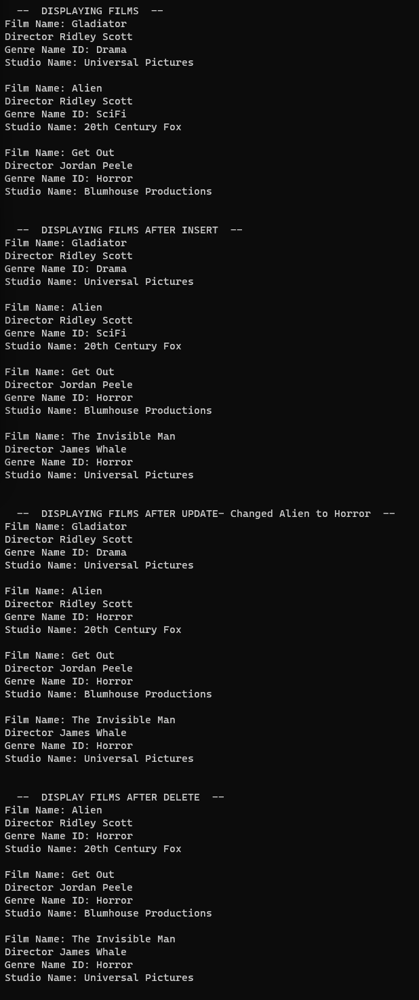 --  DISPLAYING FILMS  --
Film Name: Gladiator
Director Ridley Scott
Genre Name ID: Drama
Studio Name: Universal Pictures

Film Name: Alien
Director Ridley Scott
Genre Name ID: SciFi
Studio Name: 20th Century Fox

Film Name: Get Out
Director Jordan Peele
Genre Name ID: Horror
Studio Name: Blumhouse Productions

--  DISPLAYING FILMS AFTER INSERT  --
Film Name: Gladiator
Director Ridley Scott
Genre Name ID: Drama
Studio Name: Universal Pictures

Film Name: Alien
Director Ridley Scott
Genre Name ID: SciFi
Studio Name: 20th Century Fox

Film Name: Get Out
Director Jordan Peele
Genre Name ID: Horror
Studio Name: Blumhouse Productions

Film Name: The Invisible Man
Director James Whale
Genre Name ID: Horror
Studio Name: Universal Pictures

--  DISPLAYING FILMS AFTER UPDATE- Changed Alien to Horror  --
Film Name: Gladiator
Director Ridley Scott
Genre Name ID: Drama
Studio Name: Universal Pictures

Film Name: Alien
Director Ridley Scott
Genre Name ID: Horror
Studio Name: 20th Century Fox

Film Name: Get Out
Director Jordan Peele
Genre Name ID: Horror
Studio Name: Blumhouse Productions

Film Name: The Invisible Man
Director James Whale
Genre Name ID: Horror
Studio Name: Universal Pictures

--  DISPLAY FILMS AFTER DELETE  --
Film Name: Alien
Director Ridley Scott
Genre Name ID: Horror
Studio Name: 20th Century Fox

Film Name: Get Out
Director Jordan Peele
Genre Name ID: Horror
Studio Name: Blumhouse Productions

Film Name: The Invisible Man
Director James Whale
Genre Name ID: Horror
Studio Name: Universal Pictures